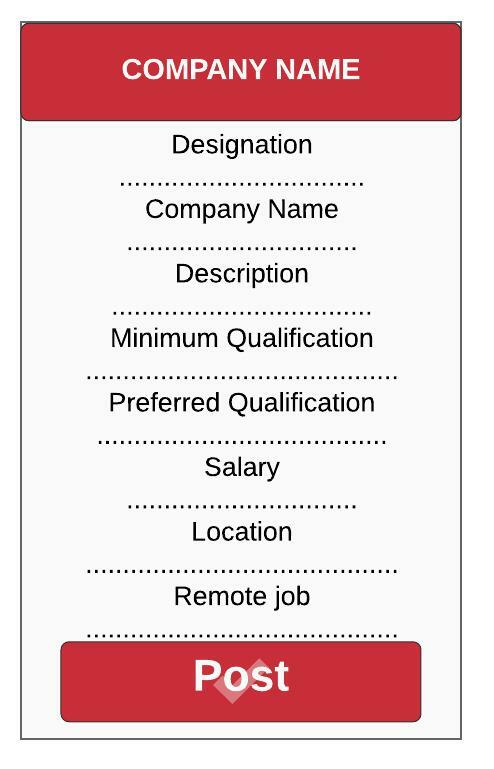 COMPANY NAME
Designation
.................................
Company Name
...............................
Description
...................................
Minimum Qualification
..........................................
Preferred Qualification
.......................................
Salary
...............................
Location
..........................................
Remote job
..........................................
Post